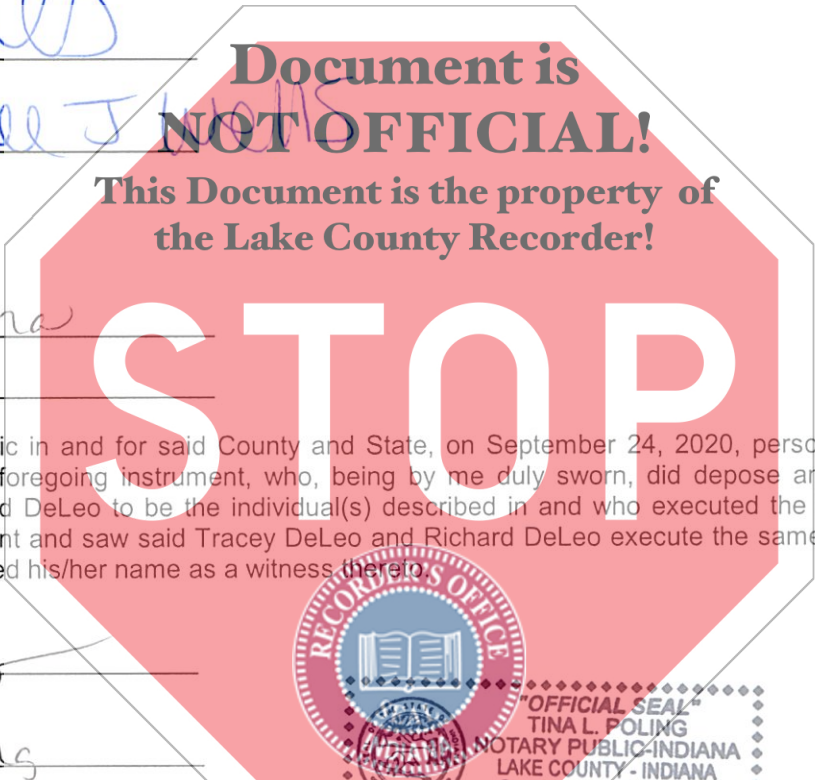 Document is
NOT OFFICIAL!
This Document is the property of
the Lake County Recorder!
J Wells
STOP
ic in and for said County and State, on September 24, 2020, perso
foregoing instrument, who, being by me duly sworn, did depose an
d DeLeo to be the individual(s) described in and who executed the
nt and saw said Tracey DeLeo and Richard DeLeo execute the same
ed his/her name as a witness thereto.
RECORDER'S OFFICE
"OFFICIAL SEAL"
TINA L. POLING
NOTARY PUBLIC-INDIANA
LAKE COUNTY - INDIANA